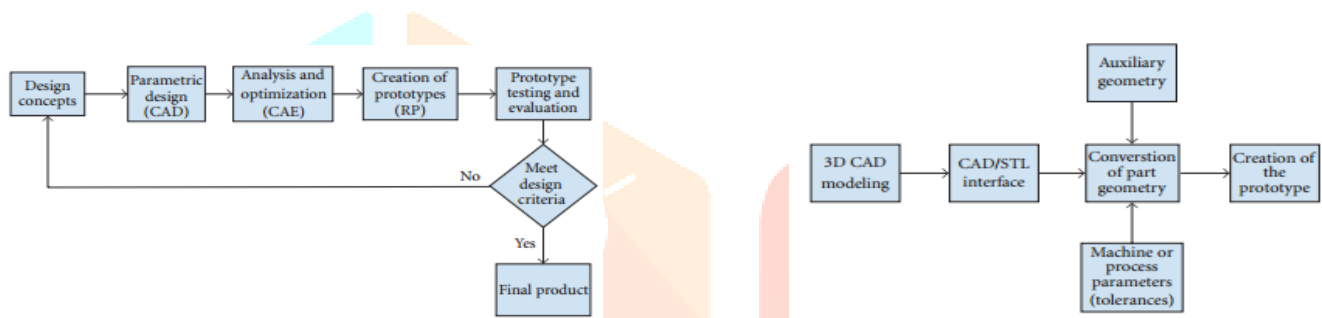 Design
concepts
Parametric
design
(CAD)
Analysis and
optimization
(CAE)
Creation of
prototypes
(RP)
Prototype
testing and
evaluation
No
Meet
design
criteria
Yes
Final product
Auxiliary
geometry
3D CAD
modeling
CAD/STL
interface
Converstion
of part
geometry
Creation of
the
prototype
Machine or
process
parameters
(tolerances)